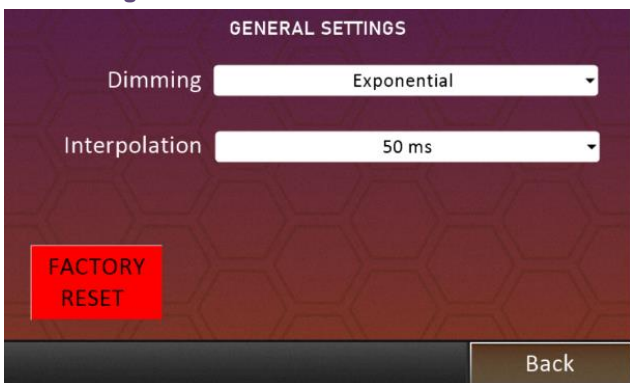 GENERAL SETTINGS
Dimming Exponential
Interpolation 50 ms
FACTORY
RESET
Back